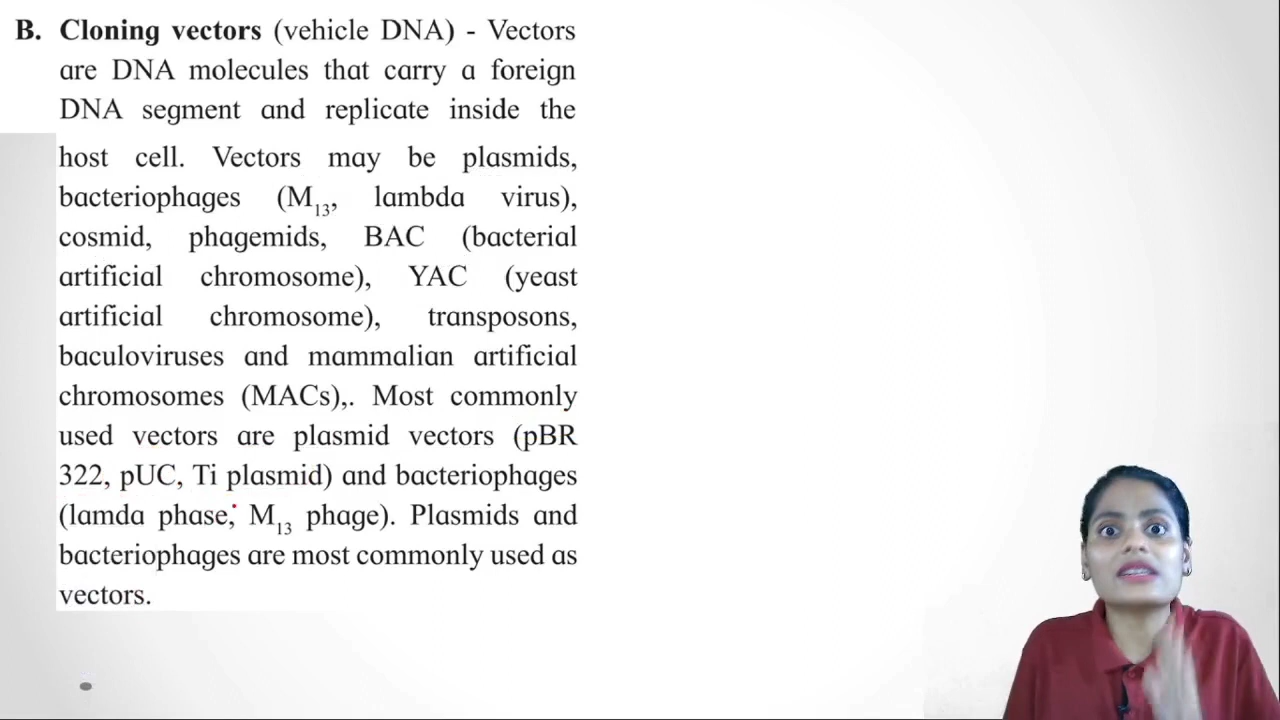 B. Cloning vectors (vehicle DNA) - Vectors
are DNA molecules that carry a foreign
DNA segment and replicate inside the
host cell. Vectors may be plasmids,
bacteriophages (M13, lambda virus),
cosmid, phagemids, BAC (bacterial
artificial chromosome), YAC (yeast
artificial chromosome), transposons,
baculoviruses and mammalian artificial
chromosomes (MACs),. Most commonly
used vectors are plasmid vectors (pBR
322, pUC, Ti plasmid) and bacteriophages
(lamda phase, M13 phage). Plasmids and
bacteriophages are most commonly used as
vectors.